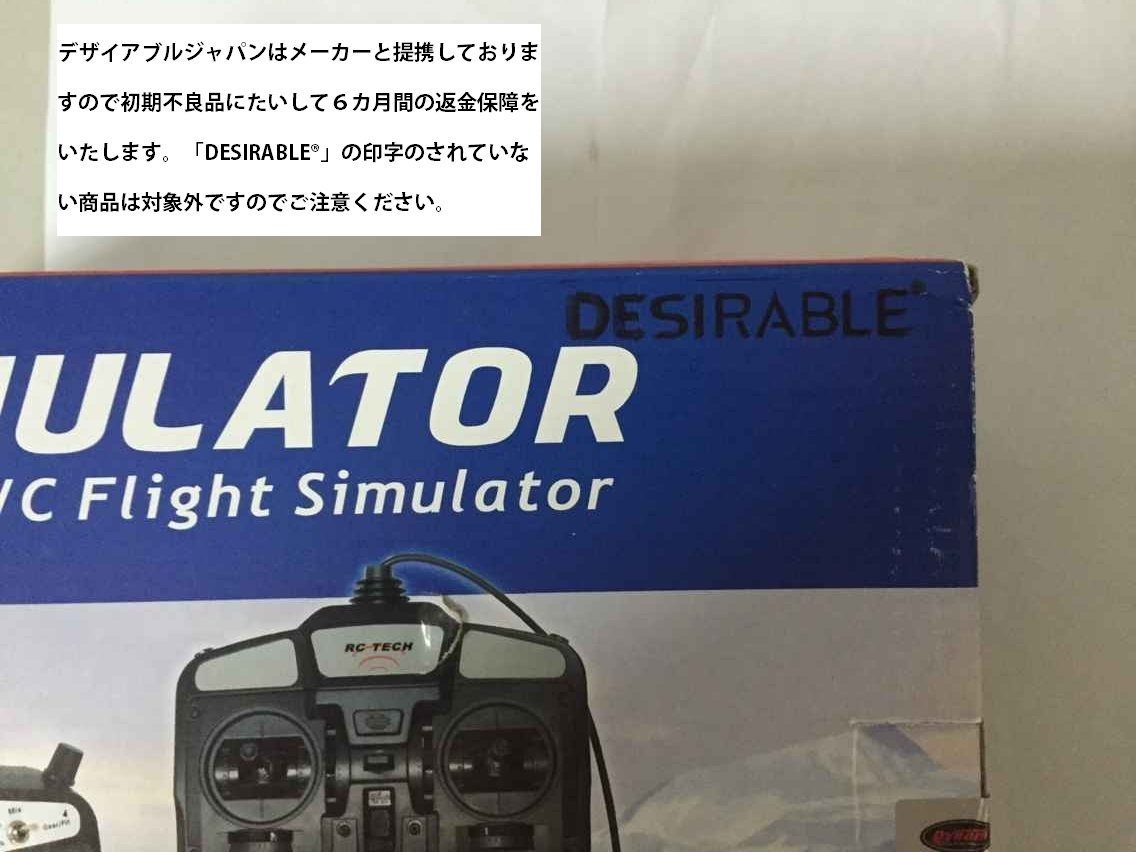 デザイアブルジャパンはメーカーと提携しておりま
すので初期不良品にたいして６カ月間の返金保障を
いたします。「DESIRABLE®」の印字のされていな
い商品は対象外ですのでご注意ください。
DESIRABLE®
ULATOR
/C Flight Simulator
RC TECH
Mix
4
Gear/Pit